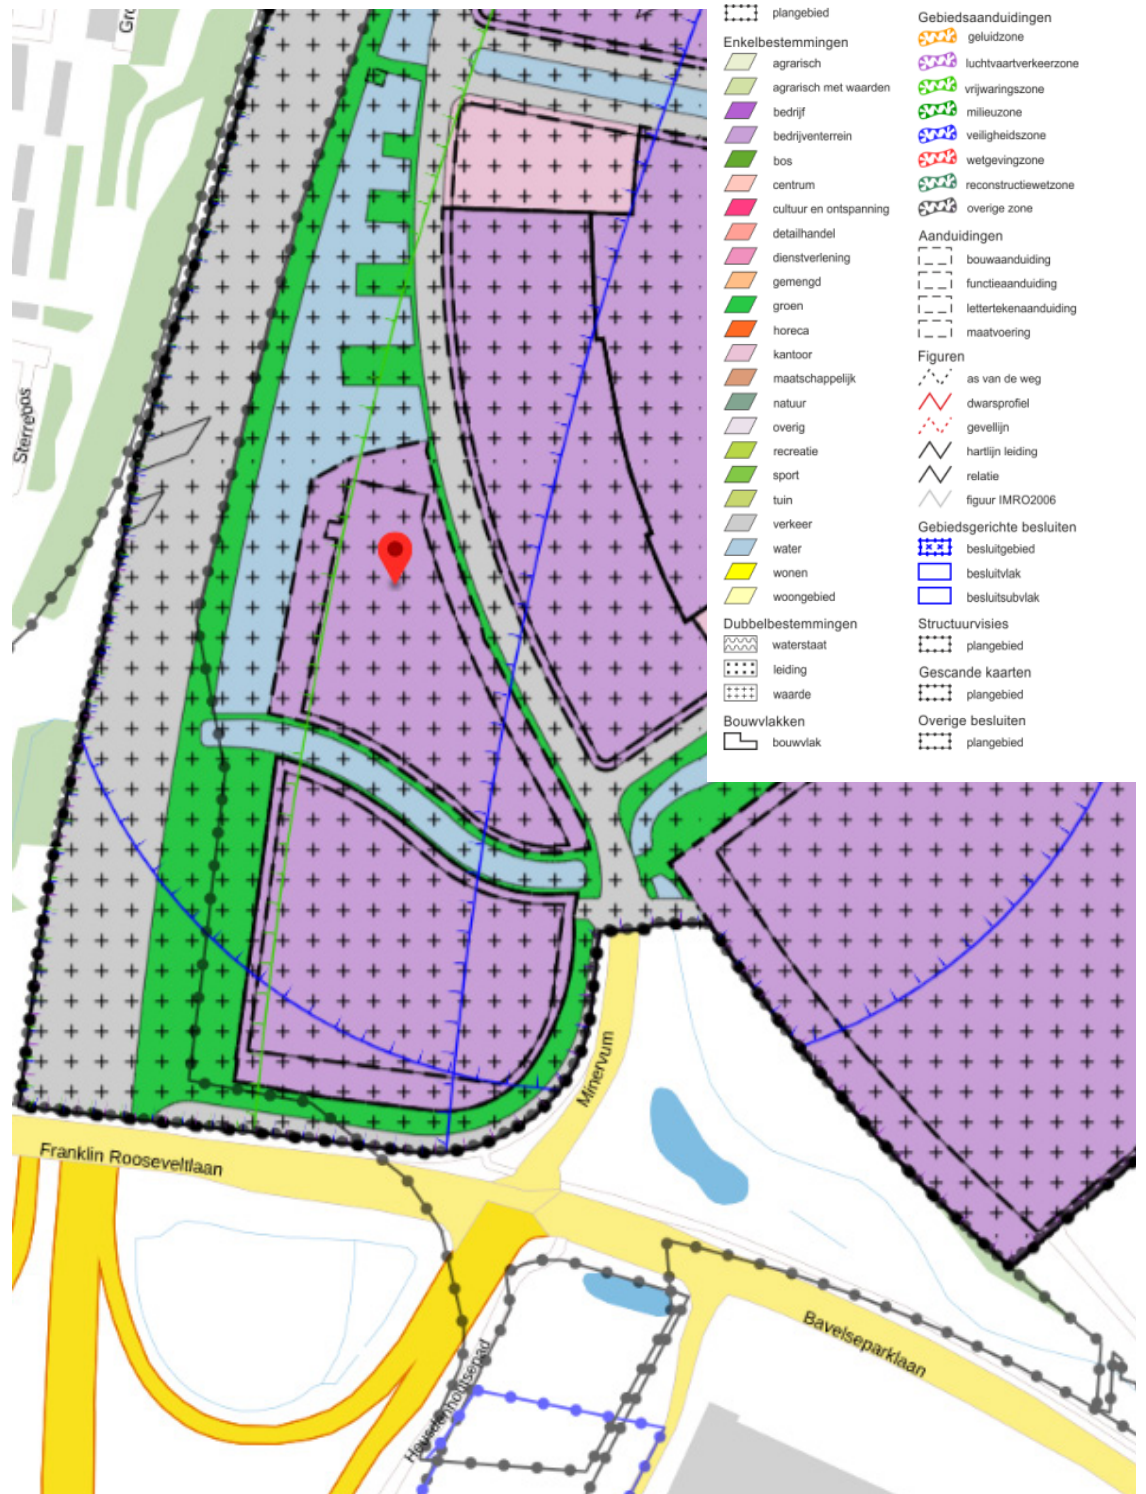 Gro
Sterrebos
Franklin Rooseveltlaan
Minervum
Heusdenhoutsepad
Bavelseparklaan
plangebied
Enkelbestemmingen
agrarisch
agrarisch met waarden
bedrijf
bedrijventerrein
bos
centrum
cultuur en ontspanning
detailhandel
dienstverlening
gemengd
groen
horeca
kantoor
maatschappelijk
natuur
overig
recreatie
sport
tuin
verkeer
water
wonen
woongebied
Dubbelbestemmingen
waterstaat
leiding
waarde
Bouwvlakken
bouwvlak
Gebiedsaanduidingen
geluidzone
luchtvaartverkeerzone
vrijwaringszone
milieuzone
veiligheidszone
wetgevingzone
reconstructiewetzone
overige zone
Aanduidingen
bouwaanduiding
functieaanduiding
lettertekenaanduiding
maatvoering
Figuren
as van de weg
dwarsprofiel
gevellijn
hartlijn leiding
relatie
figuur IMRO2006
Gebiedsgerichte besluiten
besluitgebied
besluitvlak
besluitsubvlak
Structuurvisies
plangebied
Gescande kaarten
plangebied
Overige besluiten
plangebied